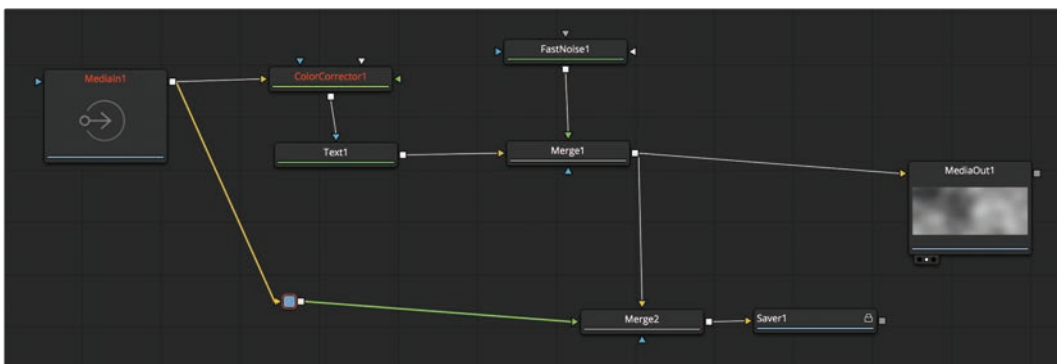 FastNoise1
MediaIn1
ColorCorrector1
Text1
Merge1
MediaOut1
Merge2
Saver1